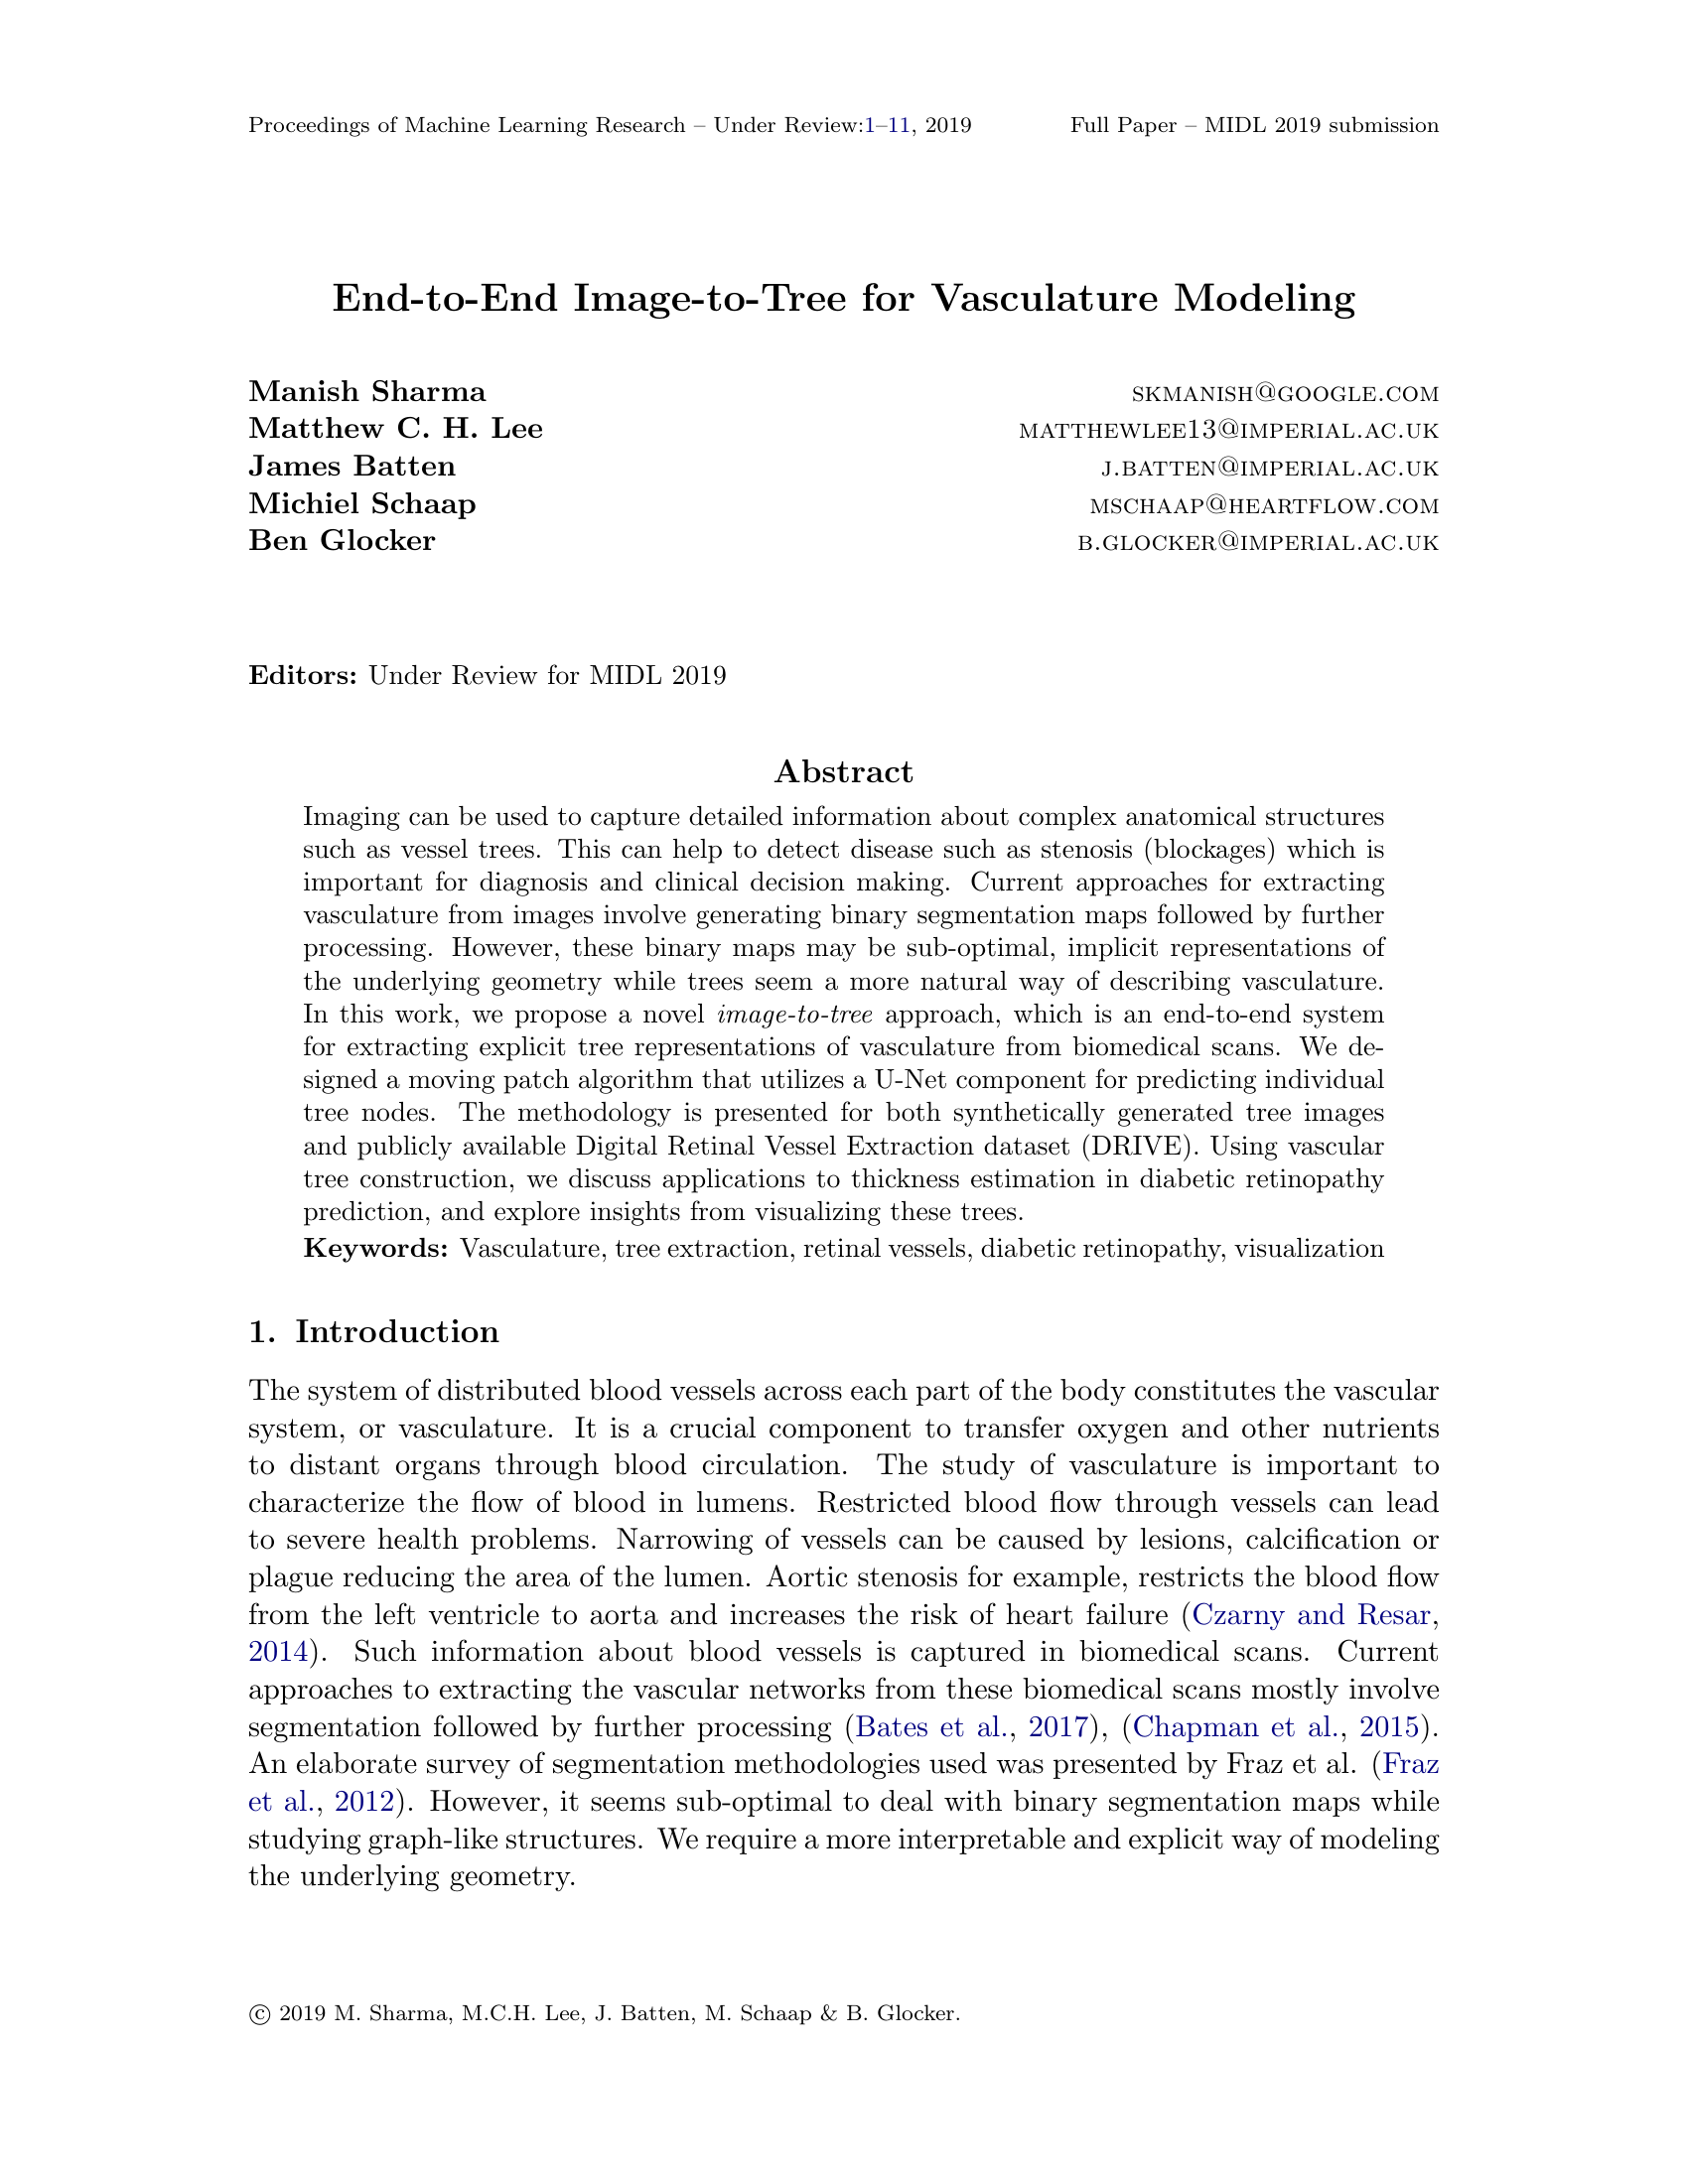 Proceedings of Machine Learning Research – Under Review:1–11, 2019 Full Paper – MIDL 2019 submission
End-to-End Image-to-Tree for Vasculature Modeling
Manish Sharma skmanish@google.com
Matthew C. H. Lee matthewlee13@imperial.ac.uk
James Batten j.batten@imperial.ac.uk
Michiel Schaap mschaap@heartflow.com
Ben Glocker b.glocker@imperial.ac.uk
Editors: Under Review for MIDL 2019
Abstract
Imaging can be used to capture detailed information about complex anatomical structures
such as vessel trees. This can help to detect disease such as stenosis (blockages) which is
important for diagnosis and clinical decision making. Current approaches for extracting
vasculature from images involve generating binary segmentation maps followed by further
processing. However, these binary maps may be sub-optimal, implicit representations of
the underlying geometry while trees seem a more natural way of describing vasculature.
In this work, we propose a novel image-to-tree approach, which is an end-to-end system
for extracting explicit tree representations of vasculature from biomedical scans. We de-
signed a moving patch algorithm that utilizes a U-Net component for predicting individual
tree nodes. The methodology is presented for both synthetically generated tree images
and publicly available Digital Retinal Vessel Extraction dataset (DRIVE). Using vascular
tree construction, we discuss applications to thickness estimation in diabetic retinopathy
prediction, and explore insights from visualizing these trees.
Keywords: Vasculature, tree extraction, retinal vessels, diabetic retinopathy, visualization
1. Introduction
The system of distributed blood vessels across each part of the body constitutes the vascular
system, or vasculature. It is a crucial component to transfer oxygen and other nutrients
to distant organs through blood circulation. The study of vasculature is important to
characterize the flow of blood in lumens. Restricted blood flow through vessels can lead
to severe health problems. Narrowing of vessels can be caused by lesions, calcification or
plague reducing the area of the lumen. Aortic stenosis for example, restricts the blood flow
from the left ventricle to aorta and increases the risk of heart failure (Czarny and Resar,
2014). Such information about blood vessels is captured in biomedical scans. Current
approaches to extracting the vascular networks from these biomedical scans mostly involve
segmentation followed by further processing (Bates et al., 2017), (Chapman et al., 2015).
An elaborate survey of segmentation methodologies used was presented by Fraz et al. (Fraz
et al., 2012). However, it seems sub-optimal to deal with binary segmentation maps while
studying graph-like structures. We require a more interpretable and explicit way of modeling
the underlying geometry.
© 2019 M. Sharma, M.C.H. Lee, J. Batten, M. Schaap & B. Glocker.